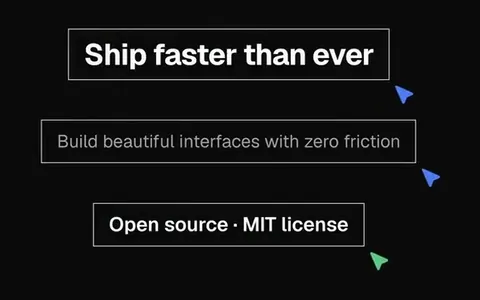 Ship faster than ever
Build beautiful interfaces with zero friction
Open source · MIT license